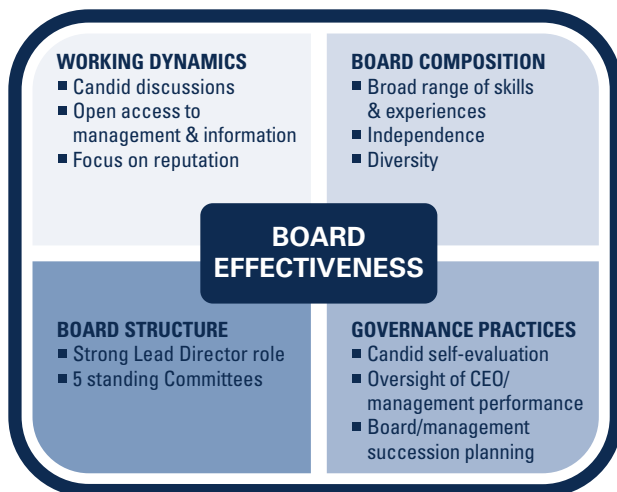 WORKING DYNAMICS
■ Candid discussions
■ Open access to
management & information
■ Focus on reputation
BOARD COMPOSITION
■ Broad range of skills
& experiences
■ Independence
■ Diversity
BOARD
EFFECTIVENESS
BOARD STRUCTURE
■ Strong Lead Director role
■ 5 standing Committees
GOVERNANCE PRACTICES
■ Candid self-evaluation
■ Oversight of CEO/
management performance
■ Board/management
succession planning